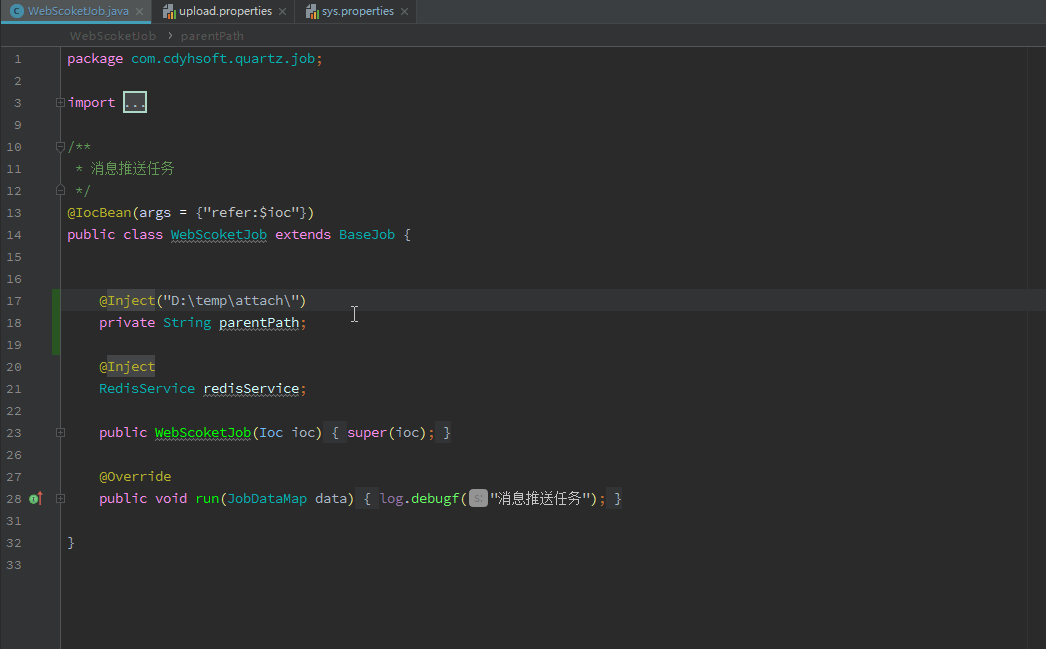 WebScoketJob.java
upload.properties
sys.properties
WebScoketJob › parentPath
1 package com.cdyhsoft.quartz.job;
2
3 import ...
9
10 /**
11 * 消息推送任务
12 */
13 @IocBean(args = {"refer:$ioc"})
14 public class WebScoketJob extends BaseJob {
15
16
17 @Inject("D:\temp\attach\")
18 private String parentPath;
19
20 @Inject
21 RedisService redisService;
22
23 public WebScoketJob(Ioc ioc) { super(ioc); }
26
27 @Override
28 public void run(JobDataMap data) { log.debugf( s: "消息推送任务"); }
31
32 }
33